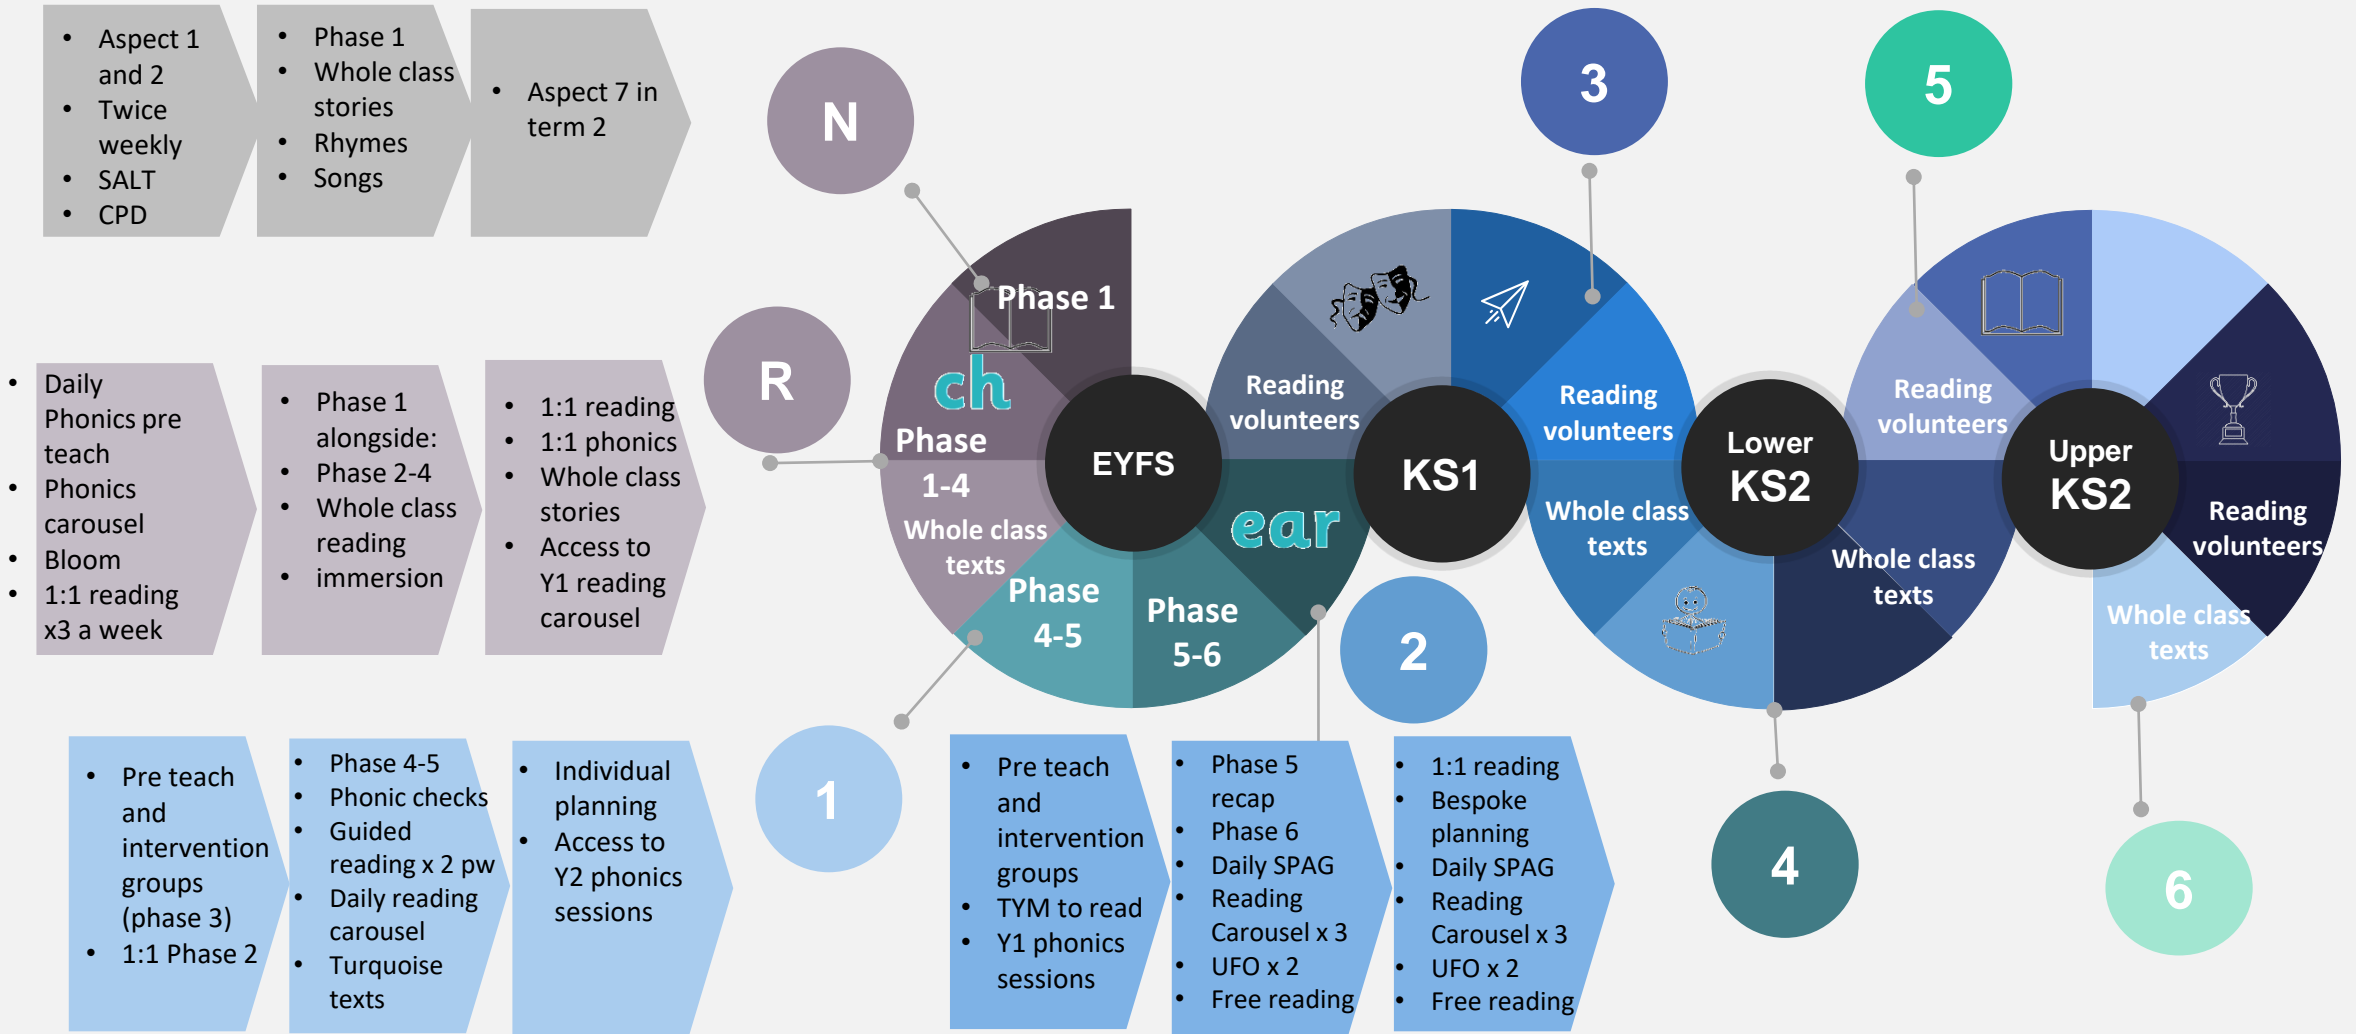 • Aspect 1
and 2
• Twice
weekly
• SALT
• CPD
• Phase 1
• Whole class
stories
• Rhymes
• Songs
• Aspect 7 in
term 2
N
3
5
• Daily
Phonics pre
teach
• Phonics
carousel
• Bloom
• 1:1 reading
x3 a week
• Phase 1
alongside:
• Phase 2-4
• Whole class
reading
• immersion
• 1:1 reading
• 1:1 phonics
• Whole class
stories
• Access to
Y1 reading
carousel
R
Phase 1
ch
Phase
1-4
Whole class
texts
EYFS
Phase
4-5
Phase
5-6
ear
Reading
volunteers
KS1
Reading
volunteers
Whole class
texts
Lower
KS2
Reading
volunteers
Whole class
texts
Upper
KS2
Reading
volunteers
Whole class
texts
• Pre teach
and
intervention
groups
(phase 3)
• 1:1 Phase 2
• Phase 4-5
• Phonic checks
• Guided
reading x 2 pw
• Daily reading
carousel
• Turquoise
texts
• Individual
planning
• Access to
Y2 phonics
sessions
1
2
• Pre teach
and
intervention
groups
• TYM to read
• Y1 phonics
sessions
• Phase 5
recap
• Phase 6
• Daily SPAG
• Reading
Carousel x 3
• UFO x 2
• Free reading
• 1:1 reading
• Bespoke
planning
• Daily SPAG
• Reading
Carousel x 3
• UFO x 2
• Free reading
4
6